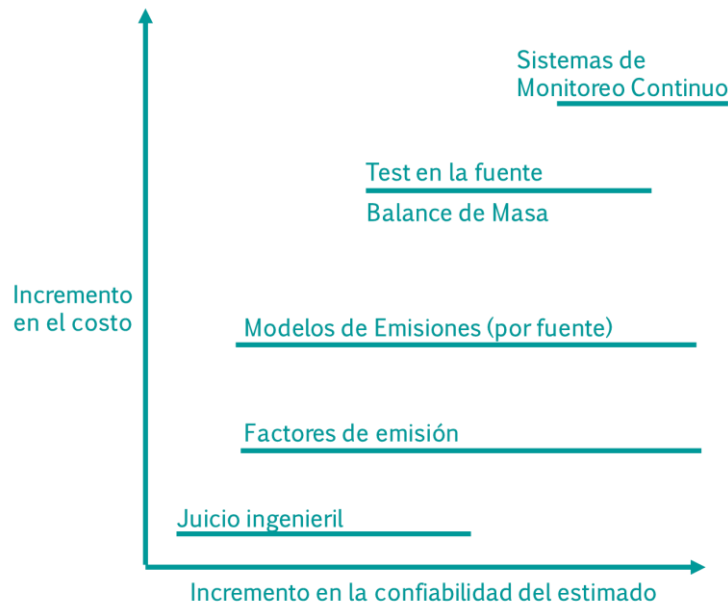 Sistemas de
Monitoreo Continuo
Test en la fuente
Balance de Masa
Incremento
en el costo
Modelos de Emisiones (por fuente)
Factores de emisión
Juicio ingenieril
Incremento en la confiabilidad del estimado